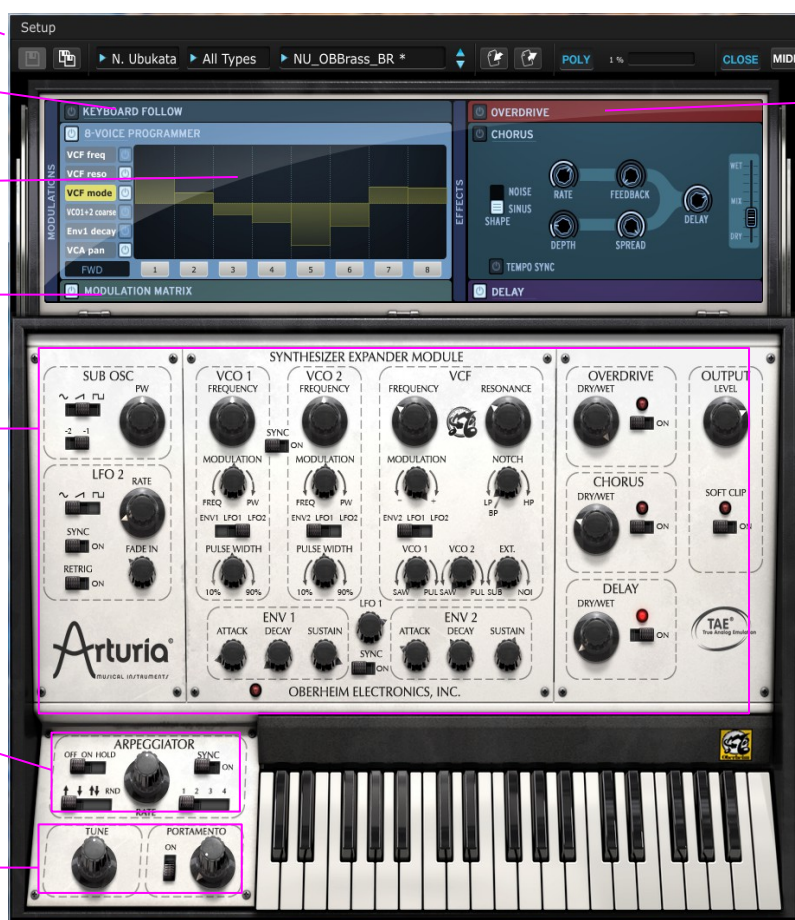 Setup
N. Ubukata All Types NU_OBBrass_BR * POLY 1 % CLOSE MIDI
MODULATIONS
KEYBOARD FOLLOW
8-VOICE PROGRAMMER
VCF freq
VCF reso
VCF mode
VCO1+2 coarse
Env1 decay
VCA pan
FWD 1 2 3 4 5 6 7 8
MODULATION MATRIX
EFFECTS
OVERDRIVE
CHORUS
NOISE
SINUS
SHAPE
RATE FEEDBACK
DELAY
DEPTH SPREAD
WET
MIX
DRY
TEMPO SYNC
DELAY
SYNTHESIZER EXPANDER MODULE
SUB OSC
PW
-2 -1
LFO 2
RATE
SYNC
ON
FADE IN
RETRIG
ON
Arturia®
MUSICAL INSTRUMENTS
VCO 1
FREQUENCY
SYNC
ON
MODULATION
FREQ PW
ENV1 LFO1 LFO2
PULSE WIDTH
10% 90%
VCO 2
FREQUENCY
MODULATION
FREQ PW
ENV2 LFO1 LFO2
PULSE WIDTH
10% 90%
VCF
FREQUENCY RESONANCE
MODULATION NOTCH
- +
LP HP
BP
ENV2 LFO1 LFO2
VCO 1 VCO 2 EXT.
SAW PUL SAW PUL SUB NOI
ENV 1
ATTACK DECAY SUSTAIN
LFO 1
SYNC
ON
ENV 2
ATTACK DECAY SUSTAIN
OBERHEIM ELECTRONICS, INC.
OVERDRIVE
DRY/WET
ON
CHORUS
DRY/WET
ON
DELAY
DRY/WET
ON
OUTPUT
LEVEL
SOFT CLIP
ON
TAE®
True Analog Emulation
ARPEGGIATOR
OFF ON HOLD SYNC
ON
RND 1 2 3 4
RATE
TUNE PORTAMENTO
ON
Oberheim